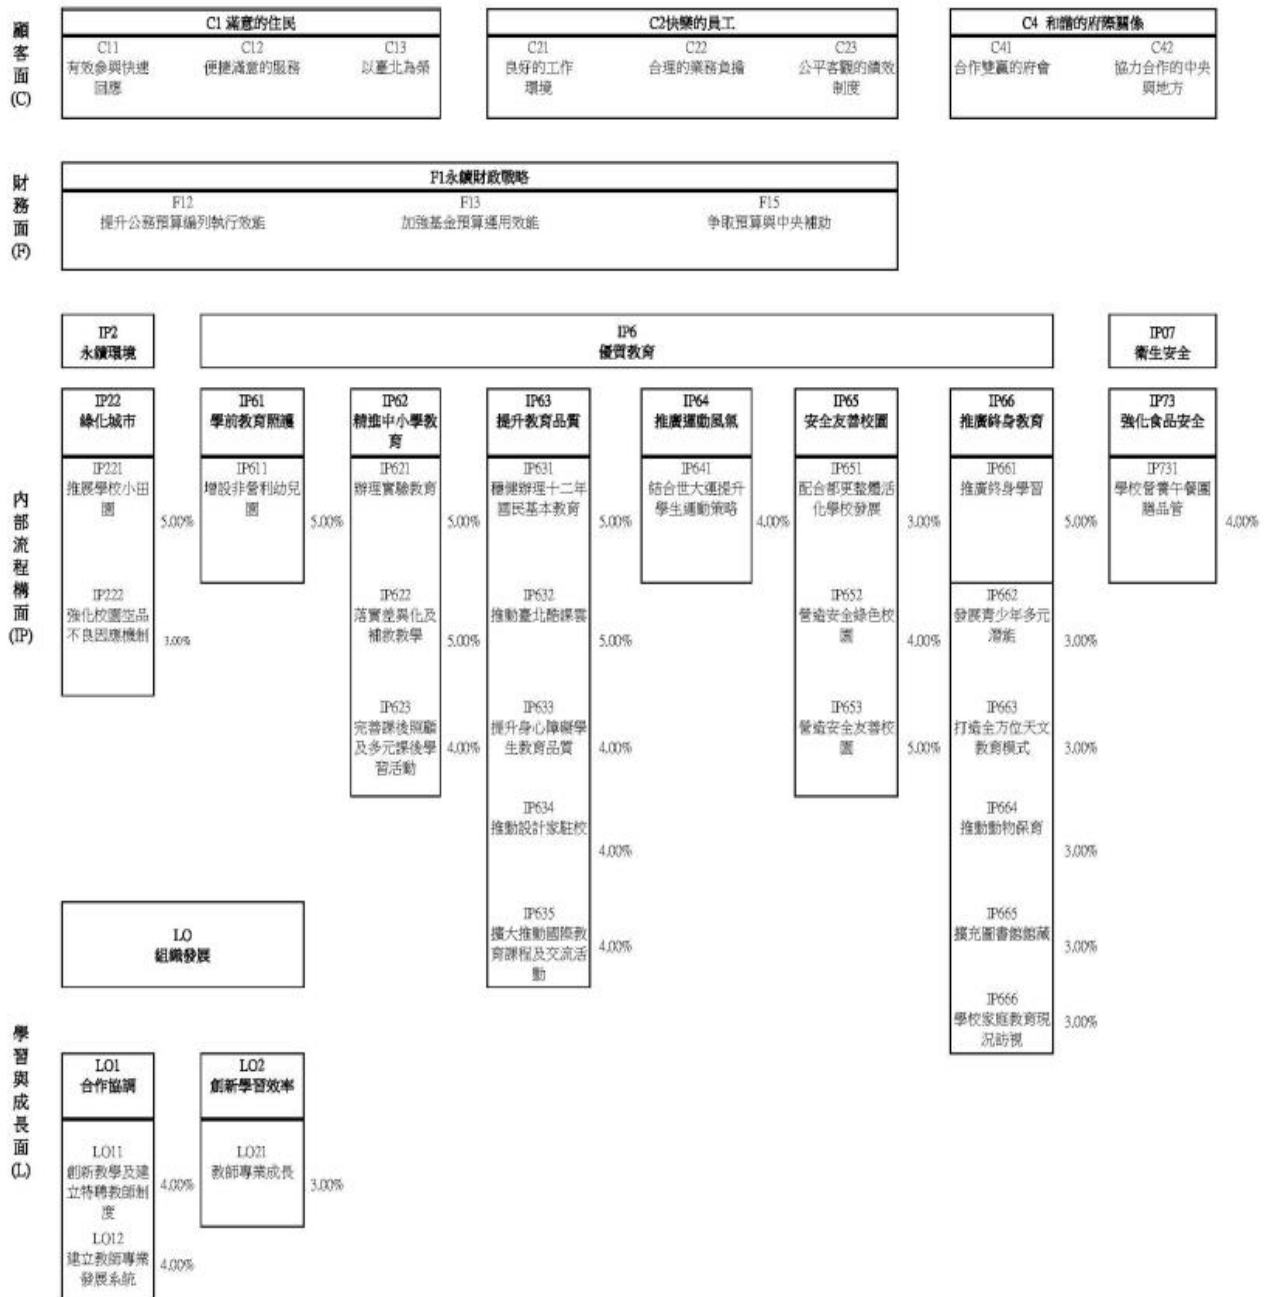 顧客面(C)
C1 滿意的住民
C11
有效參與快速
回應
C12
便捷滿意的服務
C13
以臺北為榮
C2快樂的員工
C21
良好的工作
環境
C22
合理的業務負擔
C23
公平客觀的績效
制度
C4 和諧的府際關係
C41
合作雙贏的府會
C42
協力合作的中央
與地方
財務面(F)
F1永續財政戰略
F12
提升公務預算編列執行效能
F13
加強基金預算運用效能
F15
爭取預算與中央補助
內部流程構面(IP)
IP2
永續環境
IP6
優質教育
IP07
衛生安全
IP22
綠化城市
IP221
推展學校小田
園
5.00%
IP222
強化校園空品
不良因應機制
3.00%
IP61
學前教育照護
IP611
增設非營利幼兒
園
5.00%
IP62
精進中小學教
育
IP621
辦理實驗教育
5.00%
IP622
落實差異化及
補救教學
5.00%
IP623
完善課後照顧
及多元課後學
習活動
4.00%
IP63
提升教育品質
IP631
穩健辦理十二年
國民基本教育
5.00%
IP632
推動臺北酷課雲
5.00%
IP633
提升身心障礙學
生教育品質
4.00%
IP634
推動設計家駐校
4.00%
IP635
擴大推動國際教
育課程及交流活
動
4.00%
IP64
推廣運動風氣
IP641
結合世大運提升
學生運動策略
4.00%
IP65
安全友善校園
IP651
配合都更整體活
化學校發展
3.00%
IP652
營造安全綠色校
園
4.00%
IP653
營造安全友善校
園
5.00%
IP66
推廣終身教育
IP661
推廣終身學習
5.00%
IP662
發展青少年多元
潛能
3.00%
IP663
打造全方位天文
教育模式
3.00%
IP664
推動動物保育
3.00%
IP665
擴充圖書館館藏
3.00%
IP666
學校家庭教育現
況訪視
3.00%
IP73
強化食品安全
IP731
學校營養午餐團
膳品管
4.00%
學習與成長面(L)
LO
組織發展
LO1
合作協調
LO11
創新教學及建
立特聘教師制
度
4.00%
LO12
建立教師專業
發展系統
4.00%
LO2
創新學習效率
LO21
教師專業成長
3.00%